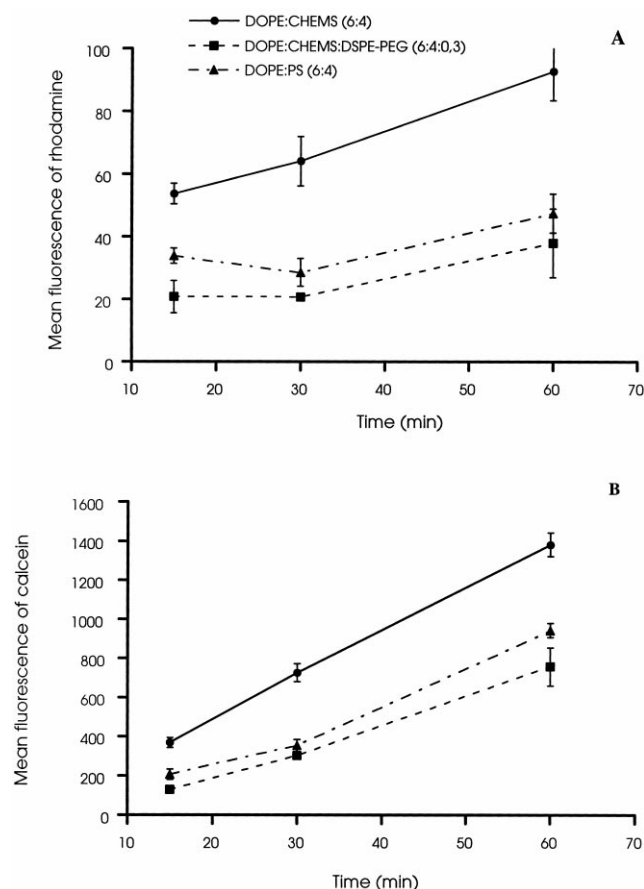 DOPE:CHEMS (6:4)
DOPE:CHEMS:DSPE-PEG (6:4:0,3)
DOPE:PS (6:4)
A
100
80
60
40
20
0
Mean fluorescence of rhodamine
10 20 30 40 50 60 70
Time (min)
B
1600
1400
1200
1000
800
600
400
200
0
Mean fluorescence of calcein
10 20 30 40 50 60 70
Time (min)